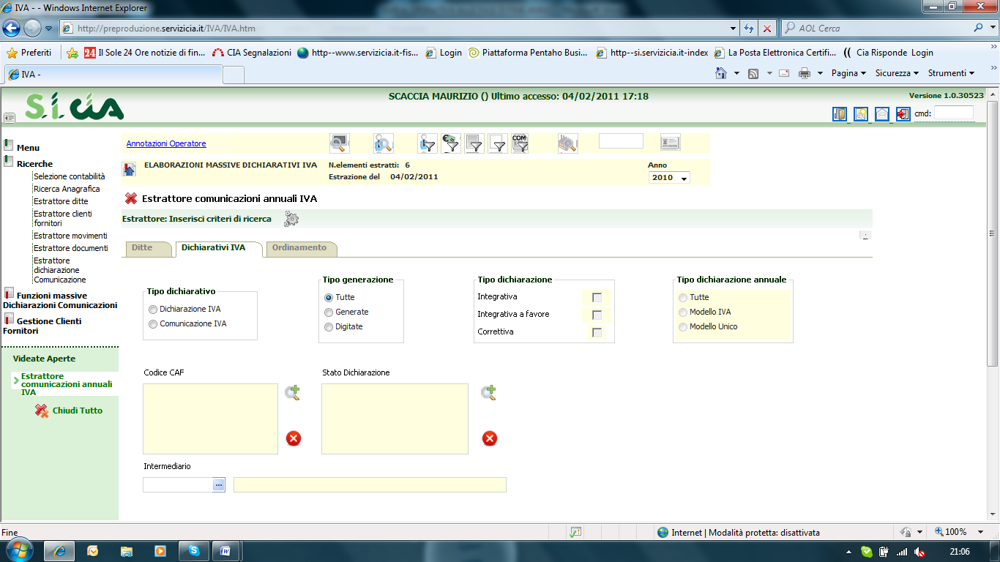 IVA - - Windows Internet Explorer
http://preproduzione.servizicia.it/IVA/IVA.htm
AOL Cerca
Preferiti
24 Il Sole 24 Ore notizie di fin...
CIA Segnalazioni
http--www.servizicia.it-fis...
Login
Piattaforma Pentaho Busi...
http--si.servizicia.it-index
La Posta Elettronica Certifi...
Cia Risponde Login
IVA -
Pagina
Sicurezza
Strumenti
s.i. CIA
SCACCIA MAURIZIO () Ultimo accesso: 04/02/2011 17:18
Versione 1.0.30523
cmd:
Menu
Ricerche
Selezione contabilità
Ricerca Anagrafica
Estrattore ditte
Estrattore clienti
fornitori
Estrattore movimenti
Estrattore documenti
Estrattore
dichiarazione
Comunicazione
Funzioni massive
Dichiarazioni Comunicazioni
Gestione Clienti
Fornitori
Videate Aperte
Estrattore
comunicazioni annuali
IVA
Chiudi Tutto
Annotazioni Operatore
COM
ELABORAZIONI MASSIVE DICHIARATIVI IVA
N.elementi estratti: 6
Estrazione del 04/02/2011
Anno
2010
Estrattore comunicazioni annuali IVA
Estrattore: Inserisci criteri di ricerca
Ditte
Dichiarativi IVA
Ordinamento
Tipo dichiarativo
Dichiarazione IVA
Comunicazione IVA
Tipo generazione
Tutte
Generate
Digitate
Tipo dichiarazione
Integrativa
Integrativa a favore
Correttiva
Tipo dichiarazione annuale
Tutte
Modello IVA
Modello Unico
Codice CAF
Stato Dichiarazione
Intermediario
...
Fine
Internet | Modalità protetta: disattivata
100%
21:06